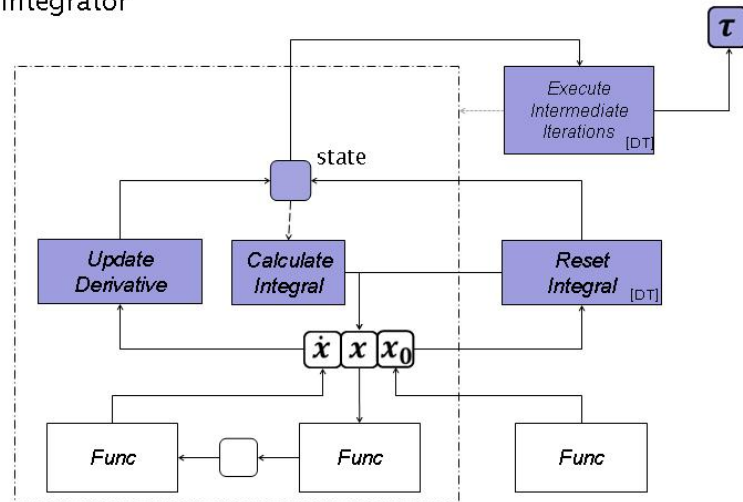 Integrator
τ
Execute
Intermediate
Iterations
[DT]
state
Update
Derivative
Calculate
Integral
Reset
Integral
[DT]
ẋ x x₀
Func
Func
Func